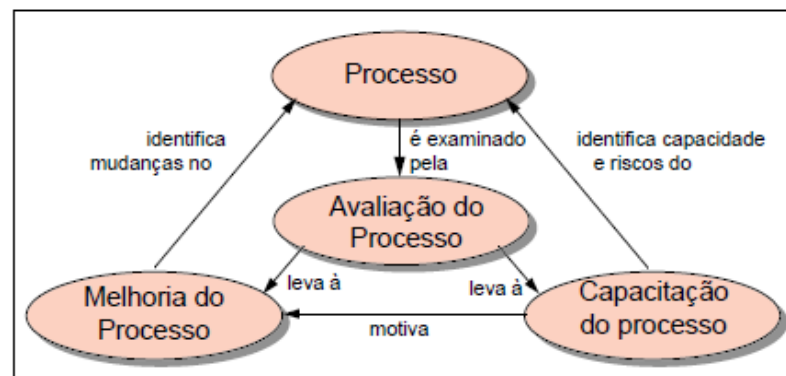 Processo
identifica
mudanças no
é examinado
pela
identifica capacidade
e riscos do
Avaliação do
Processo
leva à
leva à
Melhoria do
Processo
motiva
Capacitação
do processo